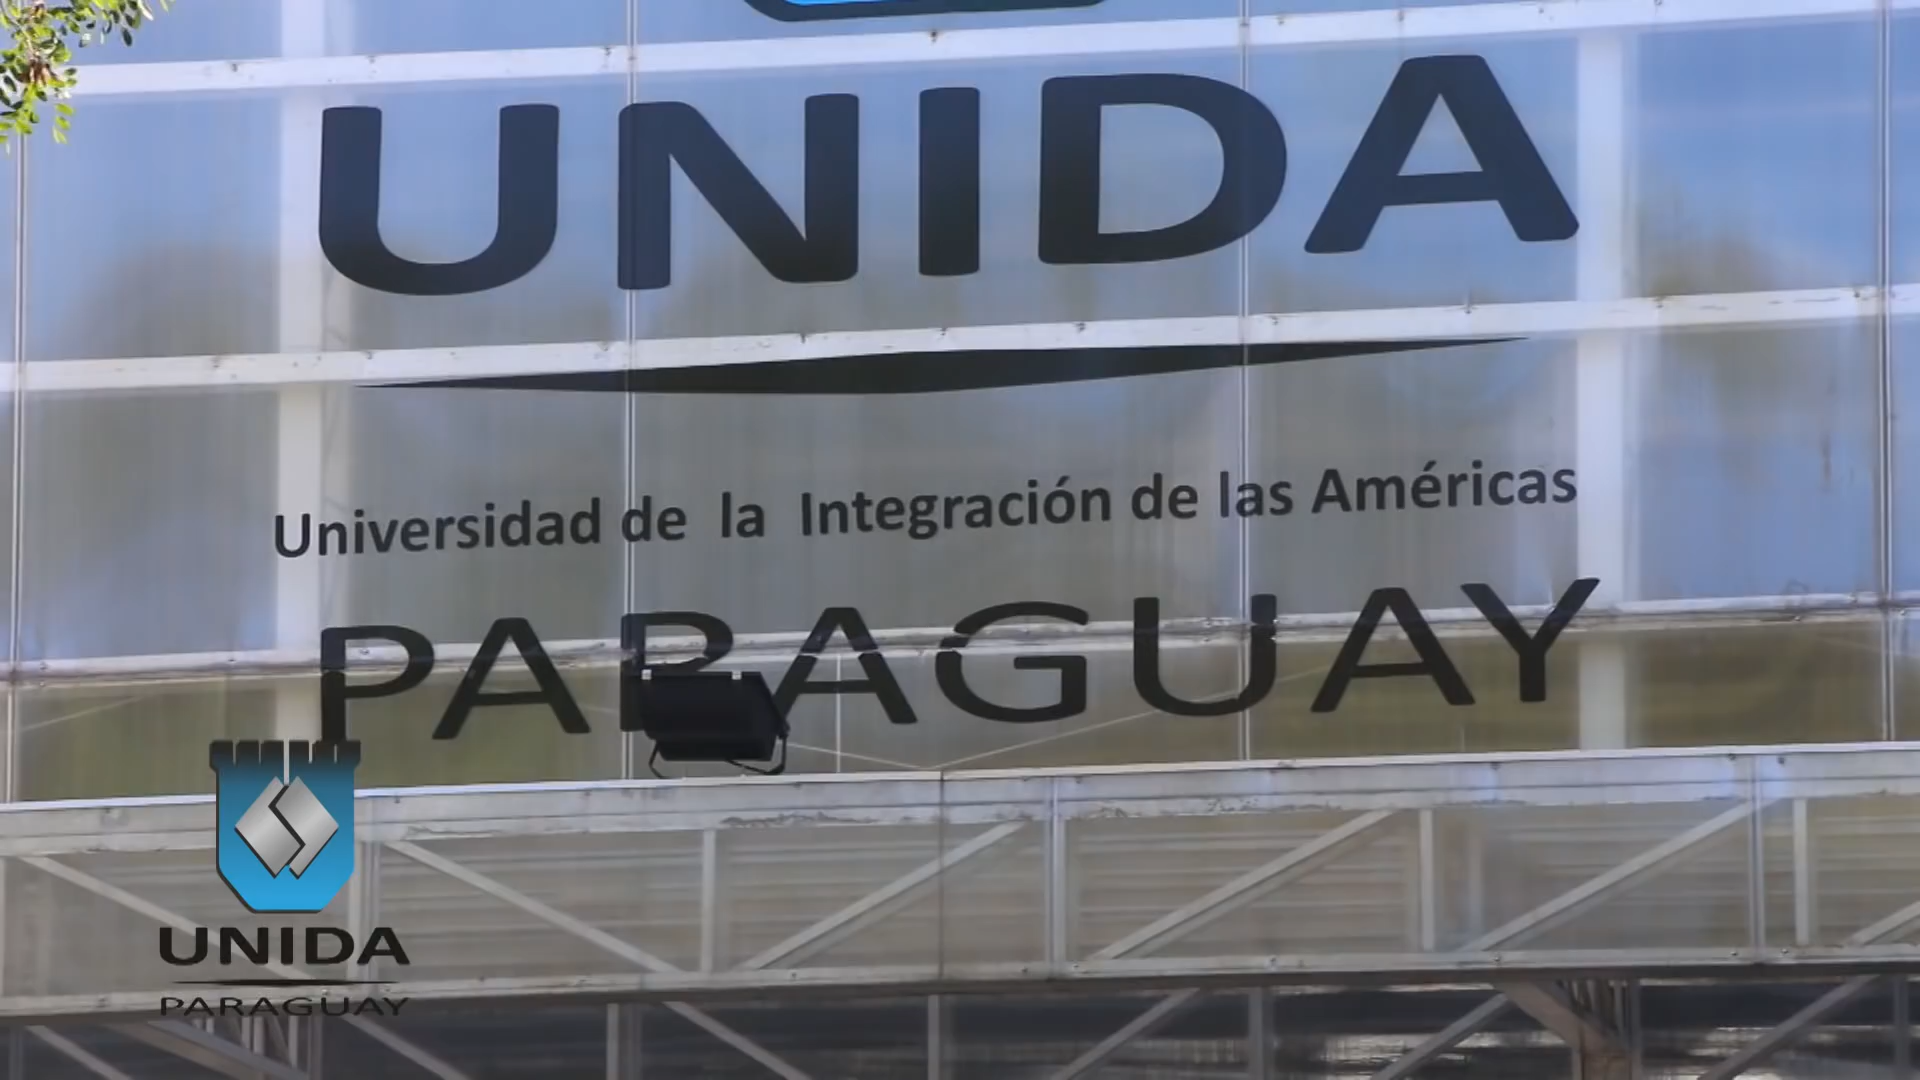 UNIDA
Universidad de la Integración de las Américas
PARAGUAY
UNIDA
PARAGUAY